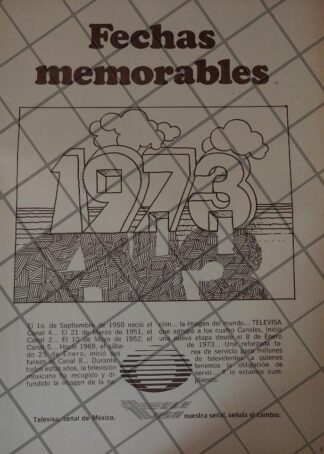 Fechas
memorables
1973
El 1o. de Septiembre de 1950 nació el
Canal 4... El 21 de Marzo de 1951, el
Canal 2... El 10 de Mayo de 1952, el
Canal 5... Hasta 1969, el sába
do 25 de Enero, inició sus
tareas el Canal 8... Durante
todos estos años, la televisión
mexicana ha recogido y di-
fundido la imagen de la na
ción... la imagen del mundo... TELEVISA
que agrupa a los cuatro Canales, inició
una nueva etapa desde el 8 de Enero
de 1973... Una reforzada ta
rea de servicio para millones
de televidentes a quienes
tenemos la obligación de
servir... y lo estamos cum
pliendo.
Televisa, señal de México.
nuestra señal, señala el cambio.